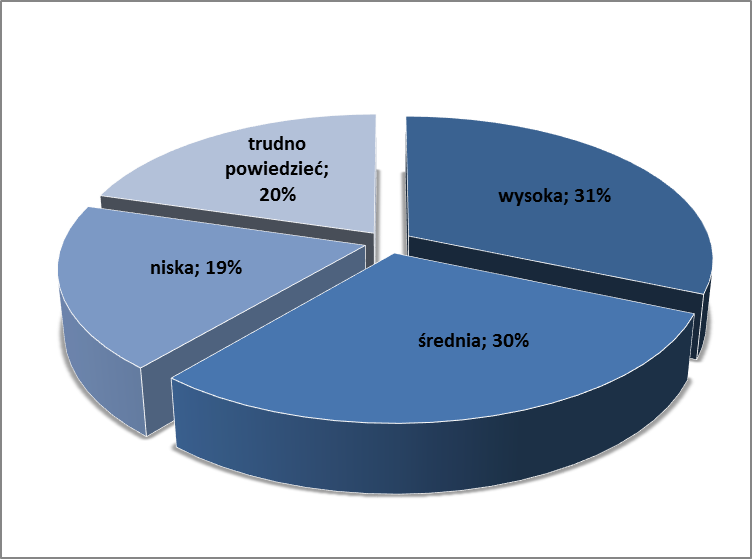 trudno
powiedzieć;
20%
wysoka; 31%
niska; 19%
średnia; 30%